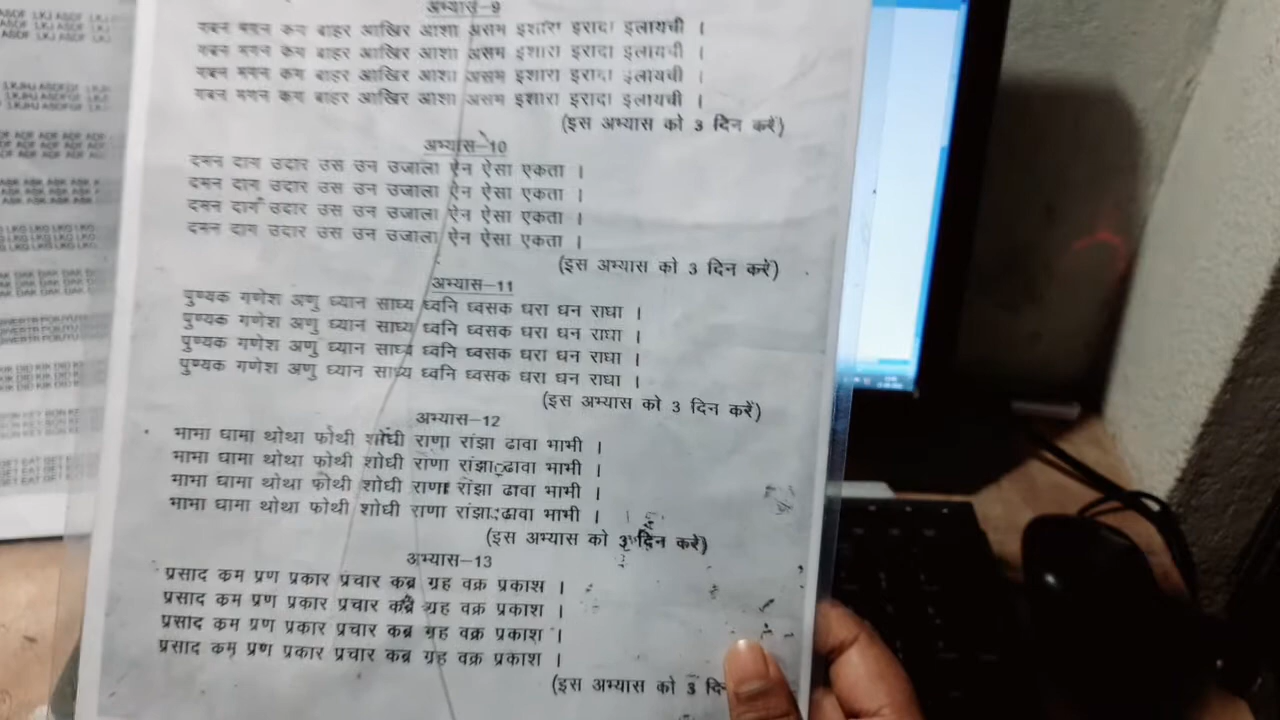 अभ्यास-9
गबन मगन कग बाहर आखिर आशा असम इशारा इरादा इलायची ।
गबन मगन कग बाहर आखिर आशा असम इशारा इरादा इलायची ।
गबन मगन कग बाहर आखिर आशा असम इशारा इरादा इलायची ।
गबन मगन कग बाहर आखिर आशा असम इशारा इरादा इलायची ।
(इस अभ्यास को 3 दिन करें)
अभ्यास-10
दमन दाग उदार उस उन उजाला ऐन ऐसा एकता ।
दमन दाग उदार उस उन उजाला ऐन ऐसा एकता ।
दमन दाग उदार उस उन उजाला ऐन ऐसा एकता ।
दमन दाग उदार उस उन उजाला ऐन ऐसा एकता ।
(इस अभ्यास को 3 दिन करें)
अभ्यास-11
पुण्यक गणेश अणु ध्यान साध्य ध्वनि ध्वसक धरा धन राधा ।
पुण्यक गणेश अणु ध्यान साध्य ध्वनि ध्वसक धरा धन राधा ।
पुण्यक गणेश अणु ध्यान साध्य ध्वनि ध्वसक धरा धन राधा ।
पुण्यक गणेश अणु ध्यान साध्य ध्वनि ध्वसक धरा धन राधा ।
(इस अभ्यास को 3 दिन करें)
अभ्यास-12
भामा घामा थोथा फोथी शोधी राणा रांझा ढावा भाभी ।
भामा घामा थोथा फोथी शोधी राणा रांझा ढावा भाभी ।
भामा घामा थोथा फोथी शोधी राणा रांझा ढावा भाभी ।
भामा घामा थोथा फोथी शोधी राणा रांझा ढावा भाभी ।
(इस अभ्यास को 3 दिन करें)
अभ्यास-13
प्रसाद कम प्रण प्रकार प्रचार कब्र ग्रह वक्र प्रकाश ।
प्रसाद कम प्रण प्रकार प्रचार कब्र ग्रह वक्र प्रकाश ।
प्रसाद कम प्रण प्रकार प्रचार कब्र ग्रह वक्र प्रकाश ।
प्रसाद कम प्रण प्रकार प्रचार कब्र ग्रह वक्र प्रकाश ।
(इस अभ्यास को 3